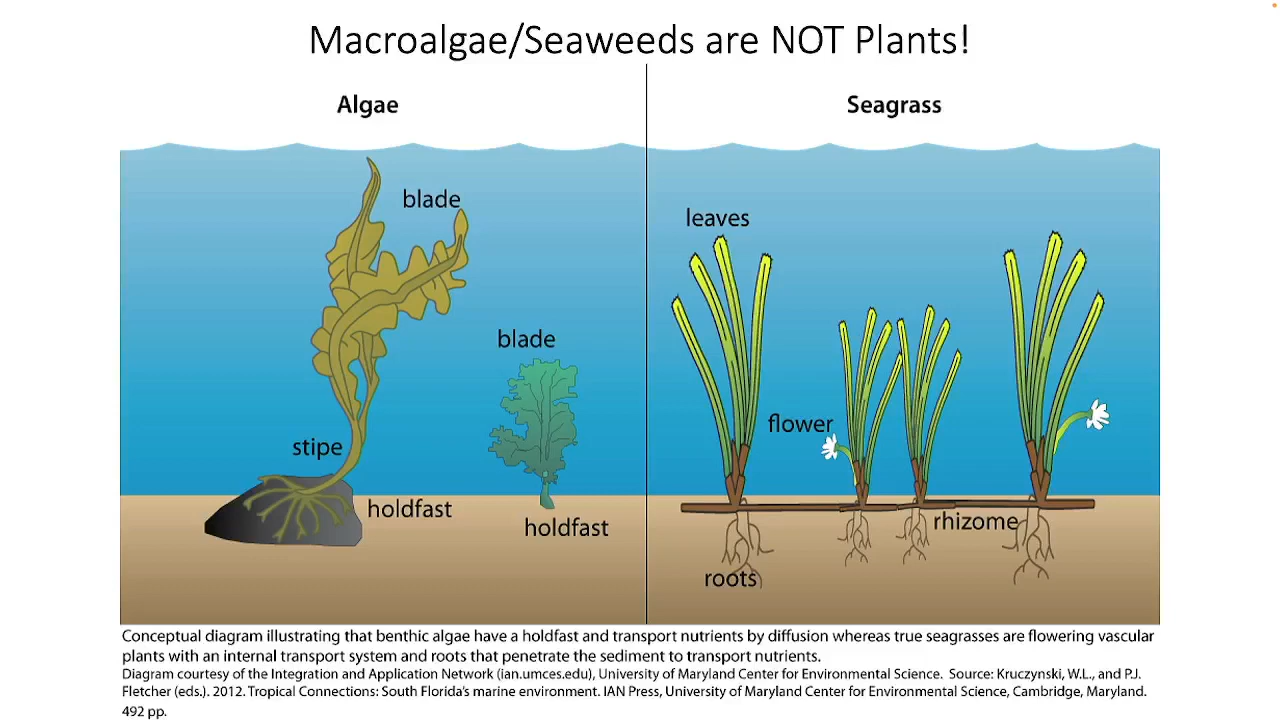 Macroalgae/Seaweeds are NOT Plants!
Algae
blade
blade
stipe
holdfast
holdfast
Seagrass
leaves
flower
rhizome
roots
Conceptual diagram illustrating that benthic algae have a holdfast and transport nutrients by diffusion whereas true seagrasses are flowering vascular
plants with an internal transport system and roots that penetrate the sediment to transport nutrients.
Diagram courtesy of the Integration and Application Network (ian.umces.edu), University of Maryland Center for Environmental Science. Source: Kruczynski, W.L., and P.J.
Fletcher (eds.). 2012. Tropical Connections: South Florida's marine environment. IAN Press, University of Maryland Center for Environmental Science, Cambridge, Maryland.
492 pp.